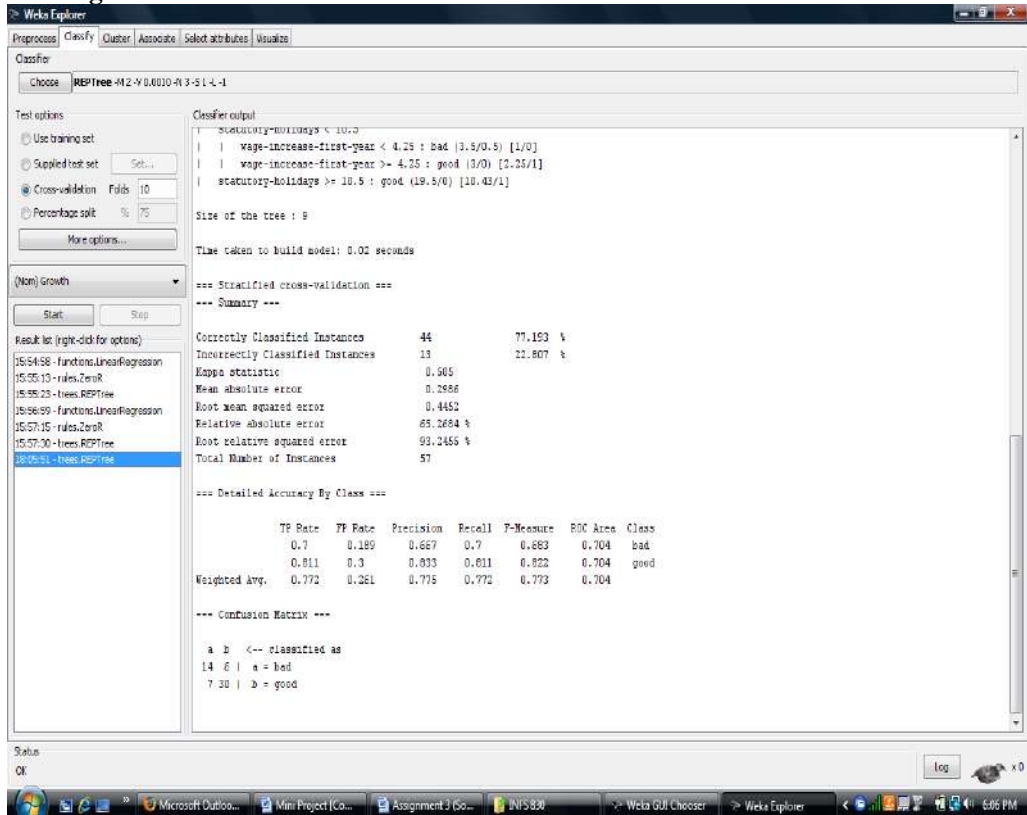 Weka Explorer
Preprocess Classify Cluster Associate Select attributes Visualize
Classifier
Choose REPTree -M 2 -V 0.0010 -N 3 -S 1 -L -1
Test options
Use training set
Supplied test set Set...
Cross-validation Folds 10
Percentage split % 75
More options...
(Nom) Growth
Start Stop
Result list (right-click for options)
15:54:58 - functions.LinearRegression
15:55:13 - rules.ZeroR
15:55:23 - trees.REPTree
15:56:59 - functions.LinearRegression
15:57:15 - rules.ZeroR
15:57:30 - trees.REPTree
18:05:51 - trees.REPTree
Classifier output
| statutory-holidays < 10.5
| | wage-increase-first-year < 4.25 : bad (3.5/0.5) [1/0]
| | wage-increase-first-year >= 4.25 : good (3/0) [2.25/1]
| statutory-holidays >= 10.5 : good (19.5/0) [10.43/1]
Size of the tree : 9
Time taken to build model: 0.02 seconds
=== Stratified cross-validation ===
=== Summary ===
Correctly Classified Instances 44 77.193 %
Incorrectly Classified Instances 13 22.807 %
Kappa statistic 0.505
Mean absolute error 0.2986
Root mean squared error 0.4452
Relative absolute error 65.2684 %
Root relative squared error 93.2455 %
Total Number of Instances 57
=== Detailed Accuracy By Class ===
TP Rate FP Rate Precision Recall F-Measure ROC Area Class
0.7 0.189 0.667 0.7 0.683 0.704 bad
0.811 0.3 0.833 0.811 0.822 0.704 good
Weighted Avg. 0.772 0.261 0.775 0.772 0.773 0.704
=== Confusion Matrix ===
a b <-- classified as
14 6 | a = bad
7 30 | b = good
Status
OK
Log x 0
Microsoft Outloo... Mini Project [Co... Assignment 3 (So... INFS 830 Weka GUI Chooser Weka Explorer 6:06 PM